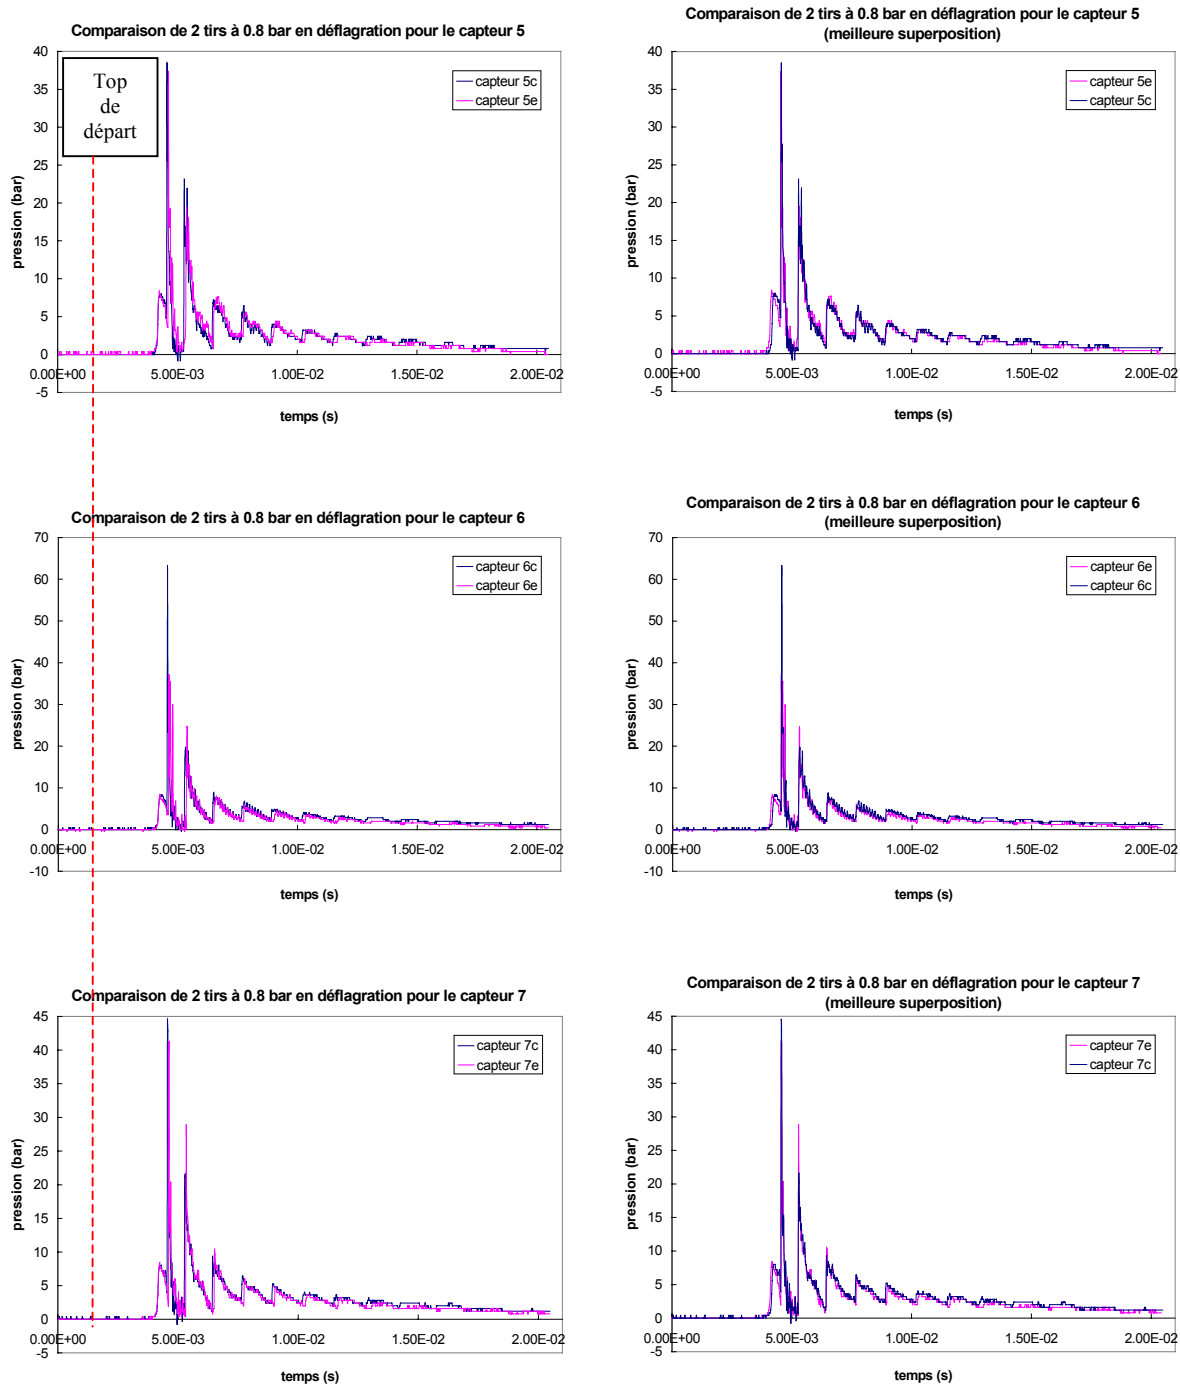 Comparaison de 2 tirs à 0.8 bar en déflagration pour le capteur 5
40
35
30
25
20
15
10
5
0
-5
pression (bar)
Top
de
départ
capteur 5c
capteur 5e
0.00E+00 5.00E-03 1.00E-02 1.50E-02 2.00E-02
temps (s)
Comparaison de 2 tirs à 0.8 bar en déflagration pour le capteur 5
(meilleure superposition)
40
35
30
25
20
15
10
5
0
-5
pression (bar)
capteur 5e
capteur 5c
0.00E+00 5.00E-03 1.00E-02 1.50E-02 2.00E-02
temps (s)
Comparaison de 2 tirs à 0.8 bar en déflagration pour le capteur 6
70
60
50
40
30
20
10
0
-10
pression (bar)
capteur 6c
capteur 6e
0.00E+00 5.00E-03 1.00E-02 1.50E-02 2.00E-02
temps (s)
Comparaison de 2 tirs à 0.8 bar en déflagration pour le capteur 6
(meilleure superposition)
70
60
50
40
30
20
10
0
-10
pression (bar)
capteur 6e
capteur 6c
0.00E+00 5.00E-03 1.00E-02 1.50E-02 2.00E-02
temps (s)
Comparaison de 2 tirs à 0.8 bar en déflagration pour le capteur 7
45
40
35
30
25
20
15
10
5
0
-5
pression (bar)
capteur 7c
capteur 7e
0.00E+00 5.00E-03 1.00E-02 1.50E-02 2.00E-02
temps (s)
Comparaison de 2 tirs à 0.8 bar en déflagration pour le capteur 7
(meilleure superposition)
45
40
35
30
25
20
15
10
5
0
-5
pression (bar)
capteur 7e
capteur 7c
0.00E+00 5.00E-03 1.00E-02 1.50E-02 2.00E-02
temps (s)